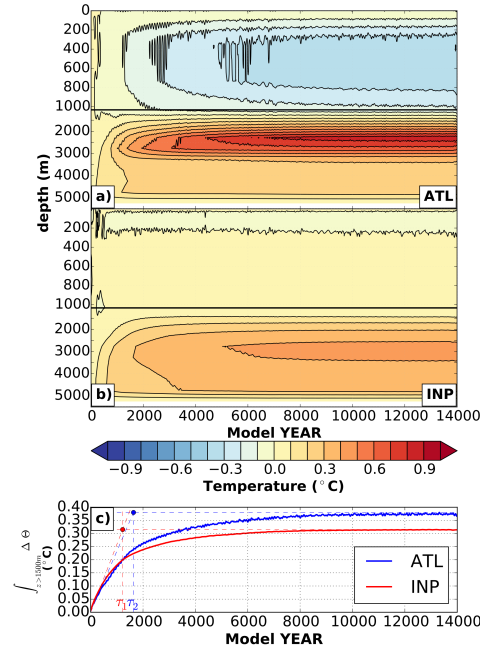 0
200
400
600
800
1000
2000
3000
4000
5000
a)
ATL
depth (m)
200
400
600
800
1000
2000
3000
4000
5000
b)
INP
0 2000 4000 6000 8000 10000 12000 14000
Model YEAR
−0.9 −0.6 −0.3 0.0 0.3 0.6 0.9
Temperature (°C)
c)
0.40
0.35
0.30
0.25
0.20
0.15
0.10
0.05
0.00
∫z>1500m Δ Θ
(°C)
ATL
INP
τ1 τ2
0 2000 4000 6000 8000 10000 12000 14000
Model YEAR